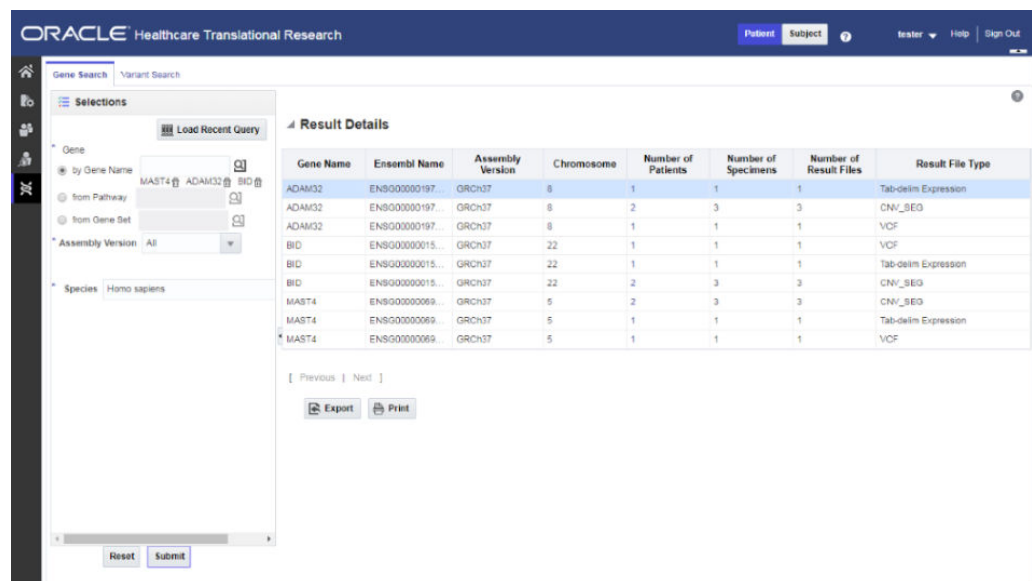 ORACLE Healthcare Translational Research
Patient Subject tester Help Sign Out
Gene Search Variant Search
Selections
Load Recent Query
* Gene
by Gene Name
MAST4 ADAM32 BID
from Pathway
from Gene Set
* Assembly Version All
* Species Homo sapiens
Reset Submit
Result Details
Gene Name Ensembl Name Assembly Version Chromosome Number of Patients Number of Specimens Number of Result Files Result File Type
ADAM32 ENSG00000197... GRCh37 8 1 1 1 Tab-delim Expression
ADAM32 ENSG00000197... GRCh37 8 2 3 3 CNV_SEG
ADAM32 ENSG00000197... GRCh37 8 1 1 1 VCF
BID ENSG00000015... GRCh37 22 1 1 1 VCF
BID ENSG00000015... GRCh37 22 1 1 1 Tab-delim Expression
BID ENSG00000015... GRCh37 22 2 3 3 CNV_SEG
MAST4 ENSG00000069... GRCh37 5 2 3 3 CNV_SEG
MAST4 ENSG00000069... GRCh37 5 1 1 1 Tab-delim Expression
MAST4 ENSG00000069... GRCh37 5 1 1 1 VCF
[ Previous | Next ]
Export Print